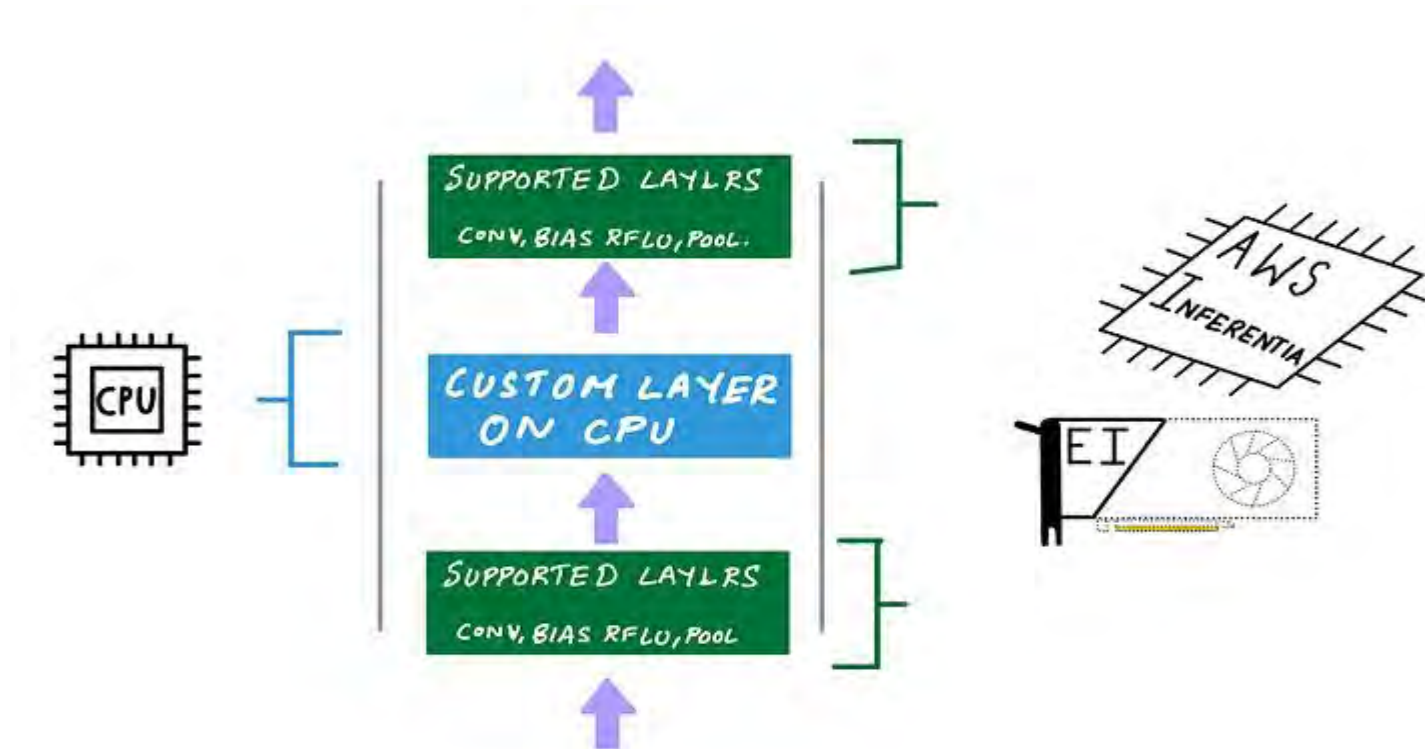 SUPPORTED LAYLRS
CONV, BIAS RFLU, POOL.
AWS
INFERENTIA
CPU
CUSTOM LAYER
ON CPU
EI
SUPPORTED LAYLRS
CONV, BIAS RFLU, POOL